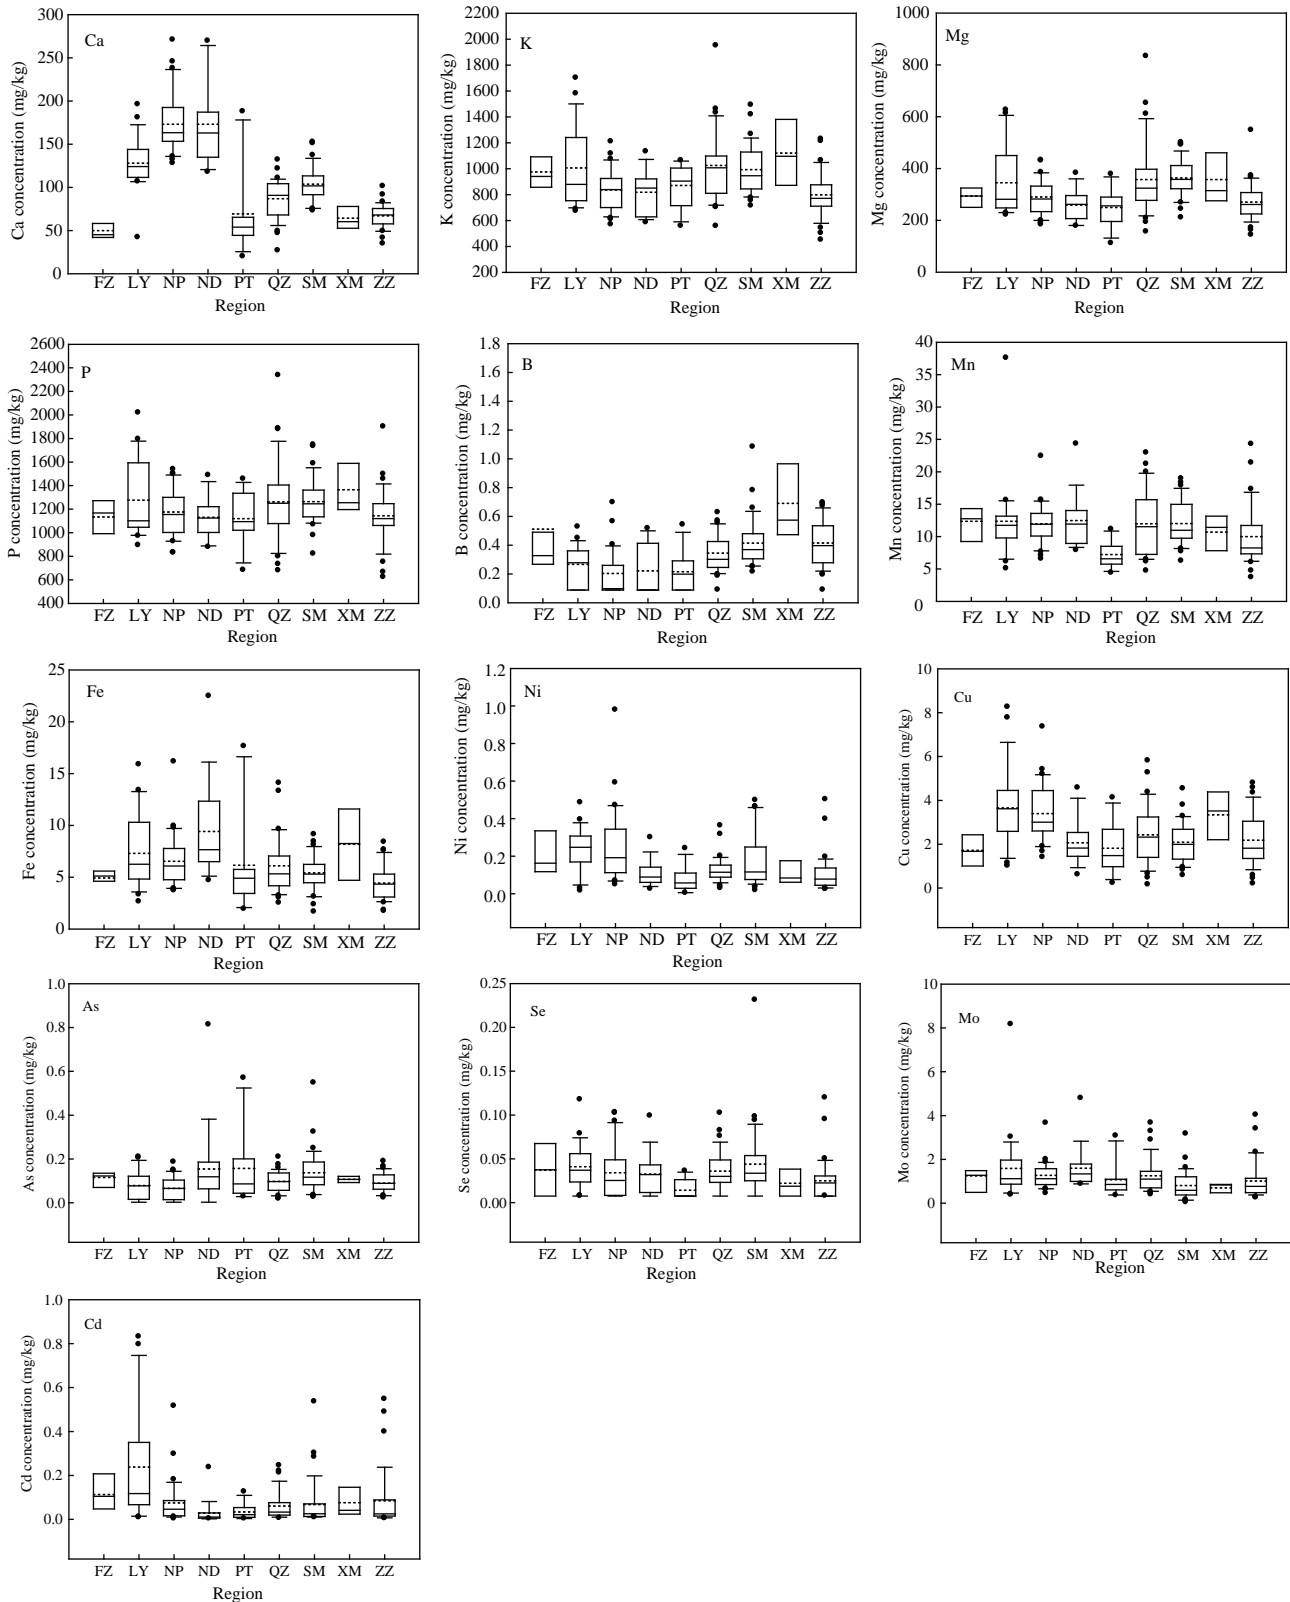 Ca
Ca concentration (mg/kg)
300
250
200
150
100
50
0
FZ LY NP ND PT QZ SM XM ZZ
Region
K
K concentration (mg/kg)
2200
2000
1800
1600
1400
1200
1000
800
600
400
200
FZ LY NP ND PT QZ SM XM ZZ
Region
Mg
Mg concentration (mg/kg)
1000
800
600
400
200
0
FZ LY NP ND PT QZ SM XM ZZ
Region
P
P concentration (mg/kg)
2600
2400
2200
2000
1800
1600
1400
1200
1000
800
600
400
FZ LY NP ND PT QZ SM XM ZZ
Region
B
B concentration (mg/kg)
1.8
1.6
1.4
1.2
1.0
0.8
0.6
0.4
0.2
0.0
FZ LY NP ND PT QZ SM XM ZZ
Region
Mn
Mn concentration (mg/kg)
40
35
30
25
20
15
10
5
0
FZ LY NP ND PT QZ SM XM ZZ
Region
Fe
Fe concentration (mg/kg)
25
20
15
10
5
0
FZ LY NP ND PT QZ SM XM ZZ
Region
Ni
Ni concentration (mg/kg)
1.2
1.0
0.8
0.6
0.4
0.2
0.0
FZ LY NP ND PT QZ SM XM ZZ
Region
Cu
Cu concentration (mg/kg)
10
8
6
4
2
0
FZ LY NP ND PT QZ SM XM ZZ
Region
As
As concentration (mg/kg)
1.0
0.8
0.6
0.4
0.2
0.0
FZ LY NP ND PT QZ SM XM ZZ
Region
Se
Se concentration (mg/kg)
0.25
0.20
0.15
0.10
0.05
0.00
FZ LY NP ND PT QZ SM XM ZZ
Region
Mo
Mo concentration (mg/kg)
10
8
6
4
2
0
FZ LY NP ND PT QZ SM XM ZZ
Region
Cd
Cd concentration (mg/kg)
1.0
0.8
0.6
0.4
0.2
0.0
FZ LY NP ND PT QZ SM XM ZZ
Region